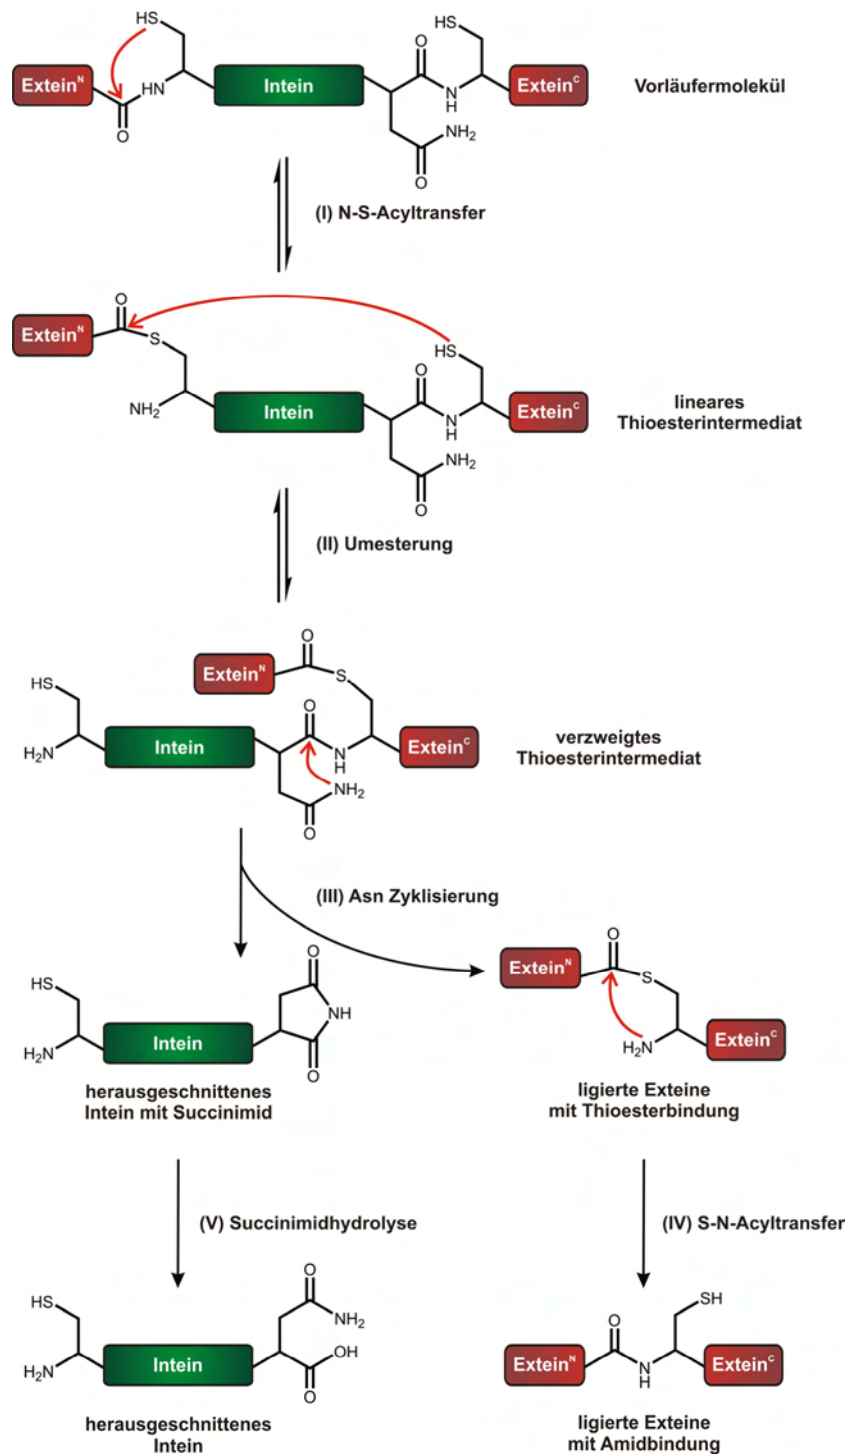 HS
HS
O
Extein^N
HN
Intein
N
H
Extein^C
Vorläufermolekül
O
NH₂
O
(I) N-S-Acyltransfer
O
Extein^N
S
HS
O
NH₂
Intein
N
H
Extein^C
lineares
Thioesterintermediat
NH₂
O
(II) Umesterung
O
Extein^N
S
HS
O
H₂N
Intein
N
H
Extein^C
verzweigtes
Thioesterintermediat
NH₂
O
(III) Asn Zyklisierung
O
Extein^N
S
HS
O
NH
H₂N
Intein
O
H₂N
Extein^C
herausgeschnittenes
Intein mit Succinimid
ligierte Exteine
mit Thioesterbindung
(V) Succinimidhydrolyse
(IV) S-N-Acyltransfer
HS
O
NH₂
H₂N
Intein
OH
O
SH
O
Extein^N
N
H
Extein^C
herausgeschnittenes
Intein
ligierte Exteine
mit Amidbindung